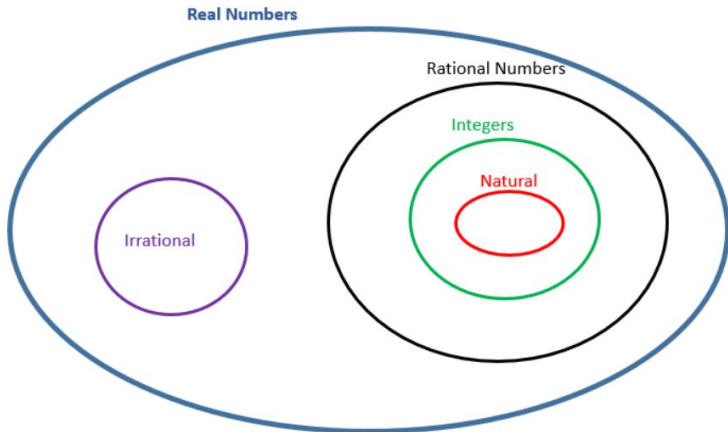 Real Numbers
Rational Numbers
Integers
Natural
Irrational